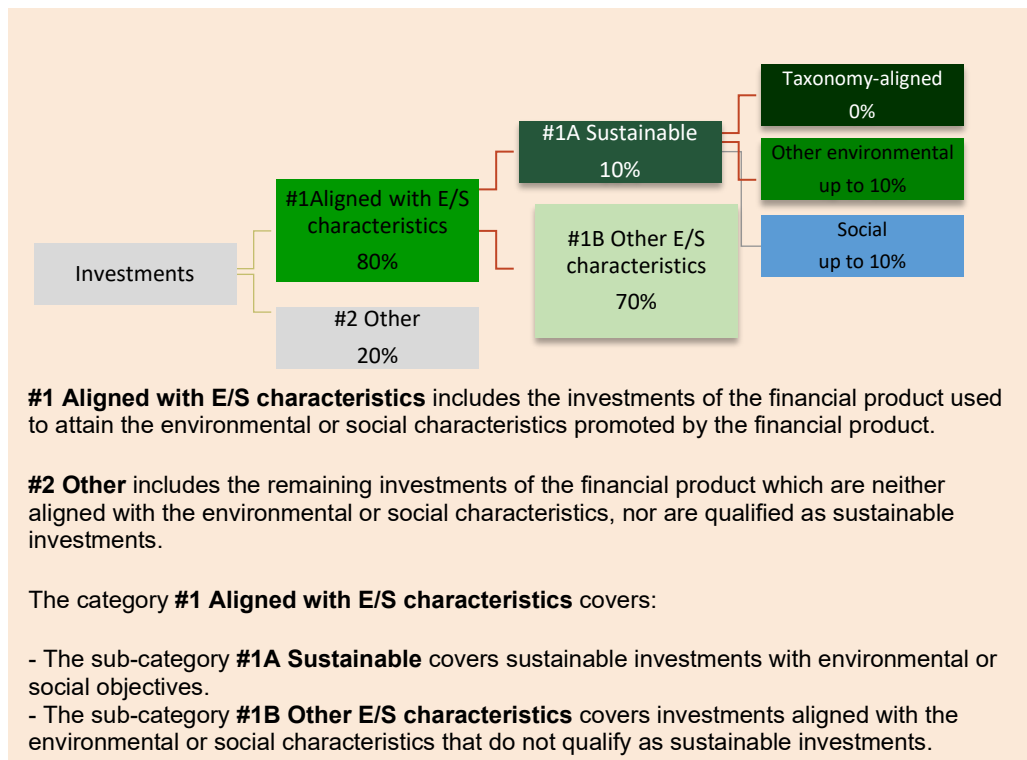 Investments
#1Aligned with E/S
characteristics
80%
#2 Other
20%
#1A Sustainable
10%
#1B Other E/S
characteristics
70%
Taxonomy-aligned
0%
Other environmental
up to 10%
Social
up to 10%
#1 Aligned with E/S characteristics includes the investments of the financial product used
to attain the environmental or social characteristics promoted by the financial product.
#2 Other includes the remaining investments of the financial product which are neither
aligned with the environmental or social characteristics, nor are qualified as sustainable
investments.
The category #1 Aligned with E/S characteristics covers:
- The sub-category #1A Sustainable covers sustainable investments with environmental or
social objectives.
- The sub-category #1B Other E/S characteristics covers investments aligned with the
environmental or social characteristics that do not qualify as sustainable investments.